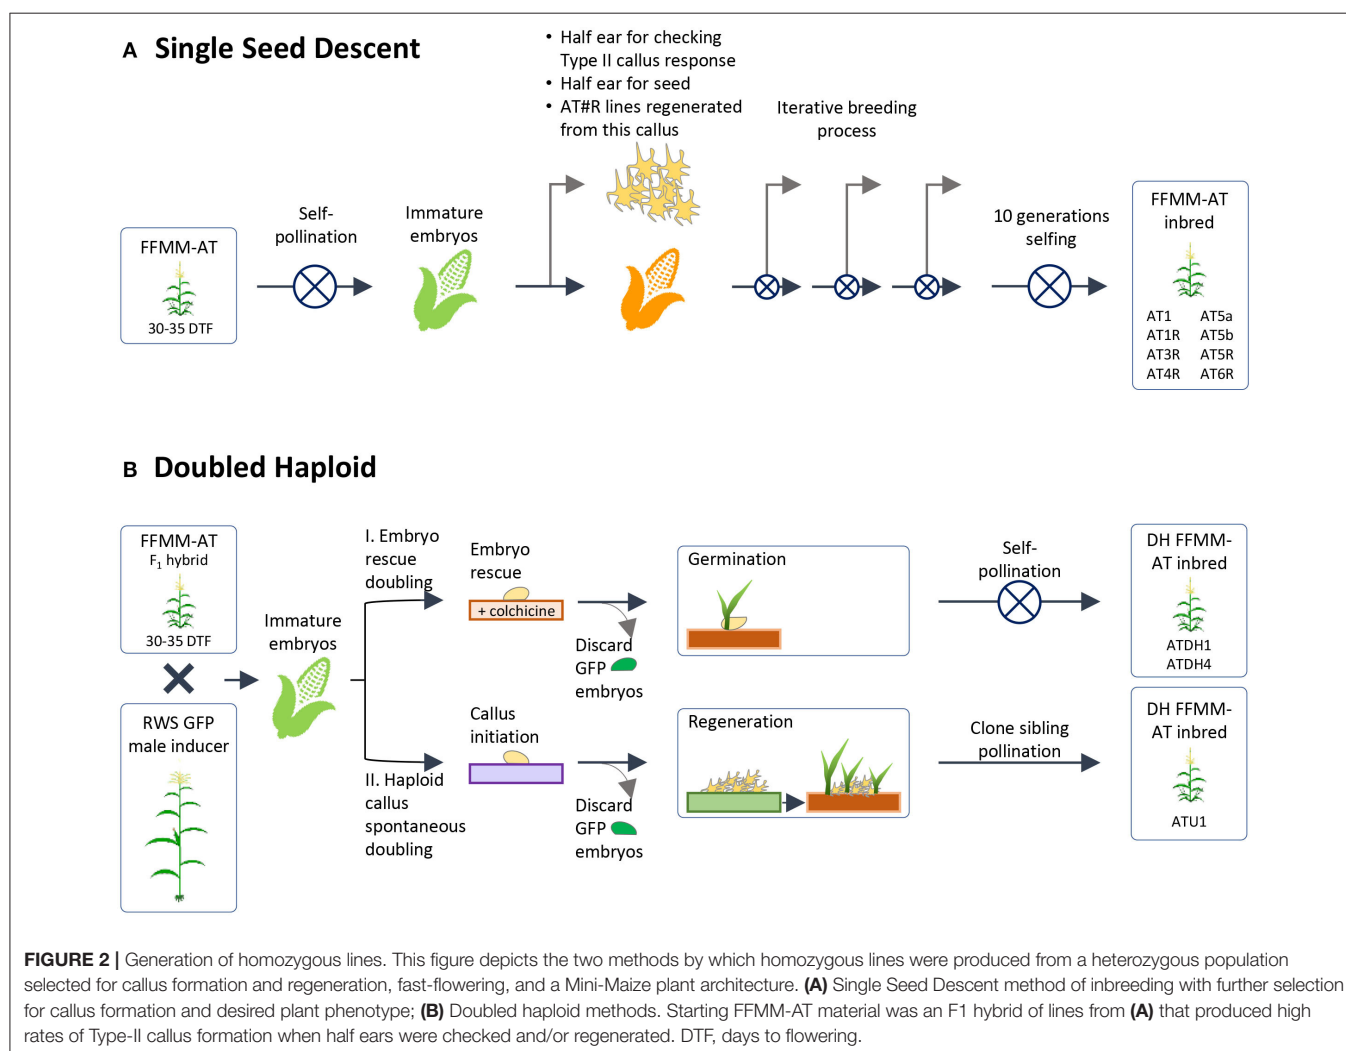 A Single Seed Descent
• Half ear for checking
Type II callus response
• Half ear for seed
• AT#R lines regenerated
from this callus
Iterative breeding
process
FFMM-AT
30-35 DTF
Self-
pollination
Immature
embryos
10 generations
selfing
FFMM-AT
inbred
AT1 AT5a
AT1R AT5b
AT3R AT5R
AT4R AT6R
B Doubled Haploid
FFMM-AT
F1 hybrid
30-35 DTF
RWS GFP
male inducer
Immature
embryos
I. Embryo
rescue
doubling
Embryo
rescue
+ colchicine
Discard
GFP
embryos
Germination
Self-
pollination
DH FFMM-
AT inbred
ATDH1
ATDH4
II. Haploid
callus
spontaneous
doubling
Callus
initiation
Discard
GFP
embryos
Regeneration
Clone sibling
pollination
DH FFMM-
AT inbred
ATU1
FIGURE 2 | Generation of homozygous lines. This figure depicts the two methods by which homozygous lines were produced from a heterozygous population
selected for callus formation and regeneration, fast-flowering, and a Mini-Maize plant architecture. (A) Single Seed Descent method of inbreeding with further selection
for callus formation and desired plant phenotype; (B) Doubled haploid methods. Starting FFMM-AT material was an F1 hybrid of lines from (A) that produced high
rates of Type-II callus formation when half ears were checked and/or regenerated. DTF, days to flowering.